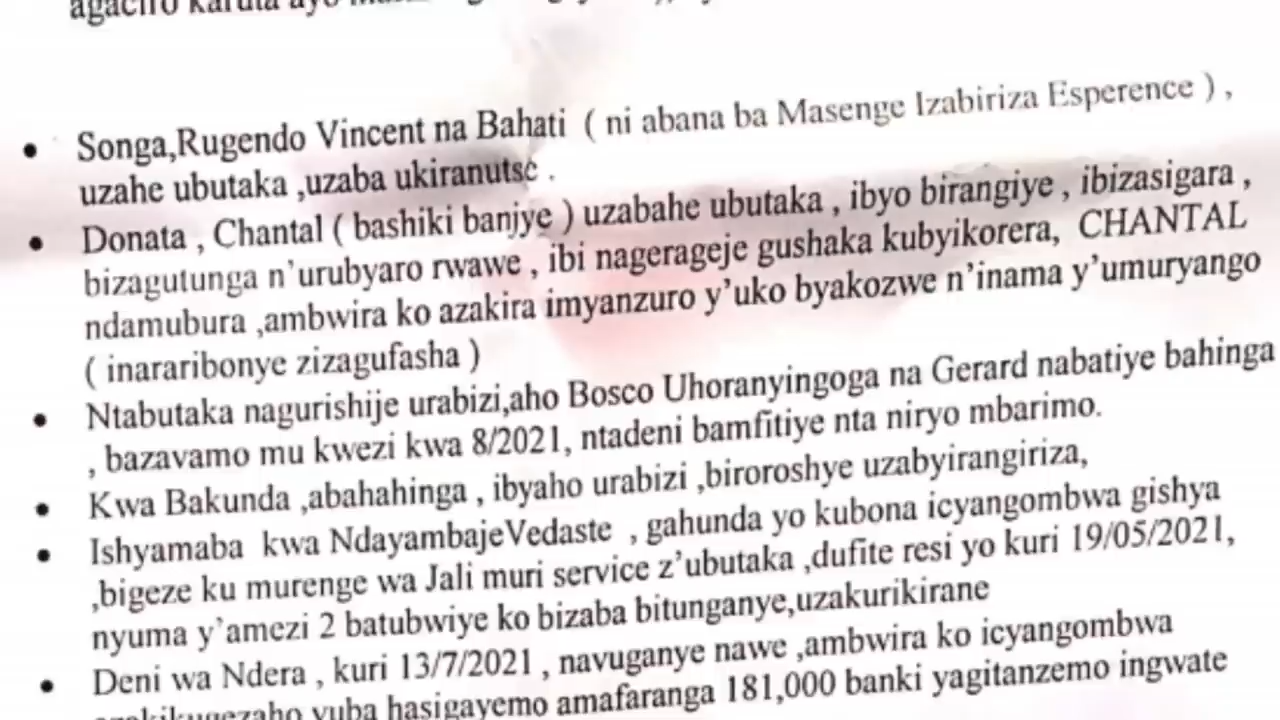 agaciro karuta ayo
• Songa,Rugendo Vincent na Bahati ( ni abana ba Masenge Izabiriza Esperence ) ,
uzahe ubutaka ,uzaba ukiranutse .
• Donata , Chantal ( bashiki banjye ) uzabahe ubutaka , ibyo birangiye , ibizasigara ,
bizagutunga n’urubyaro rwawe , ibi nagerageje gushaka kubyikorera, CHANTAL
ndamubura ,ambwira ko azakira imyanzuro y’uko byakozwe n’inama y’umuryango
( inararibonye zizagufasha )
• Ntabutaka nagurishije urabizi,aho Bosco Uhoranyingoga na Gerard nabatiye bahinga
, bazavamo mu kwezi kwa 8/2021, ntadeni bamfitiye nta niryo mbarimo.
• Kwa Bakunda ,abahahinga , ibyaho urabizi ,biroroshye uzabyirangiriza,
• Ishyamaba kwa NdayambajeVedaste , gahunda yo kubona icyangombwa gishya
,bigeze ku murenge wa Jali muri service z’ubutaka ,dufite resi yo kuri 19/05/2021,
nyuma y’amezi 2 batubwiye ko bizaba bitunganye,uzakurikirane
• Deni wa Ndera , kuri 13/7/2021 , navuganye nawe ,ambwira ko icyangombwa
yuba hasigayemo amafaranga 181,000 banki yagitanzemo ingwate